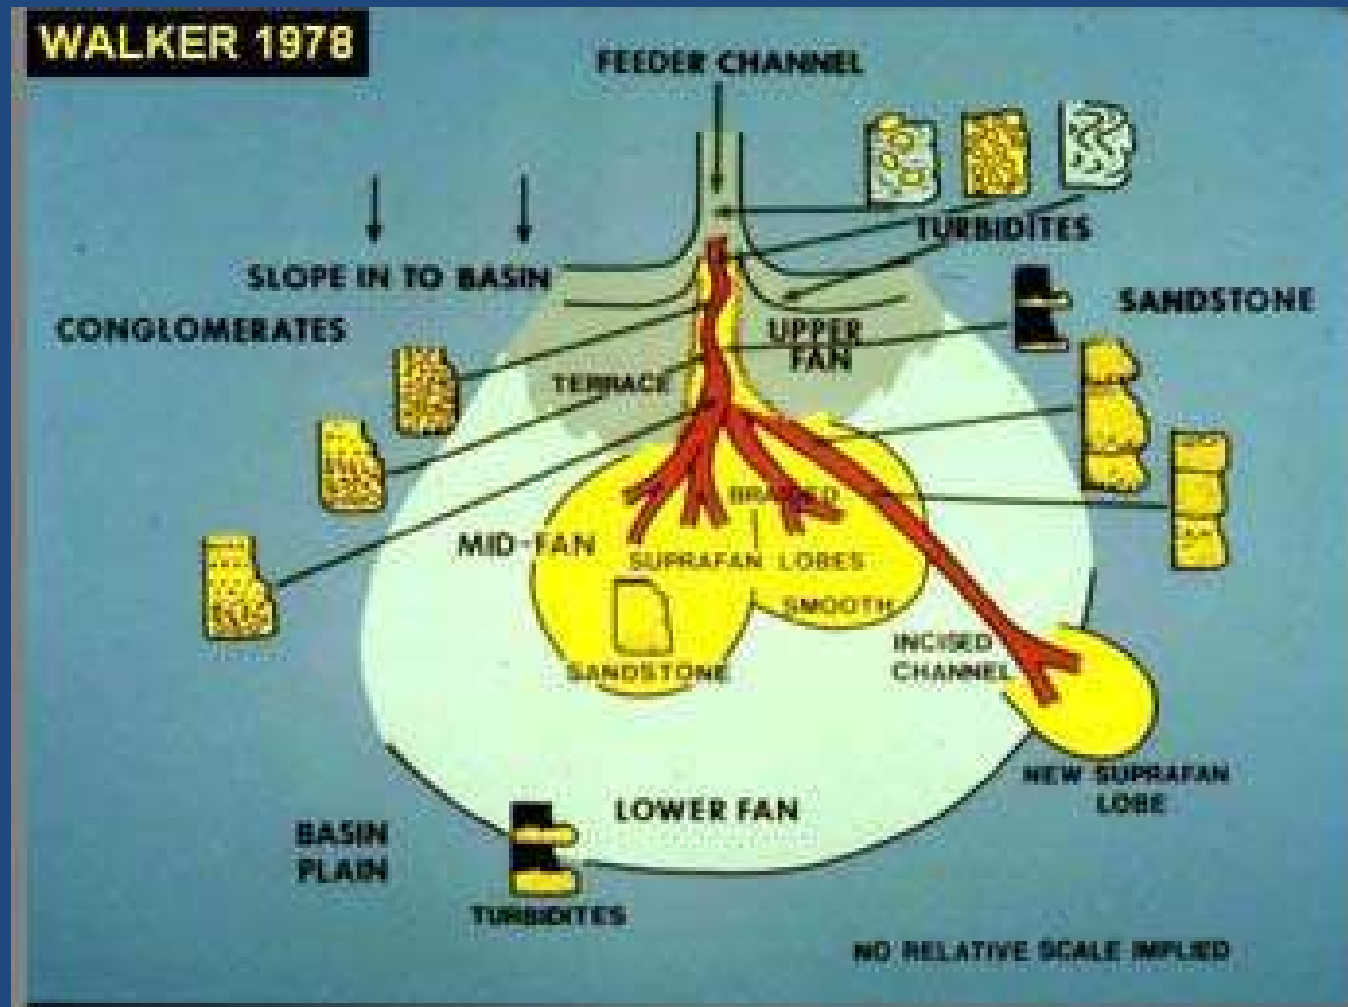 WALKER 1978
FEEDER CHANNEL
TURBIDITES
SLOPE IN TO BASIN
SANDSTONE
CONGLOMERATES
UPPER
FAN
TERRACE
BRAIDED
MID-FAN
SUPRAFAN LOBES
SMOOTH
INCISED
CHANNEL
SANDSTONE
NEW SUPRAFAN
LOBE
LOWER FAN
BASIN
PLAIN
TURBIDITES
NO RELATIVE SCALE IMPLIED